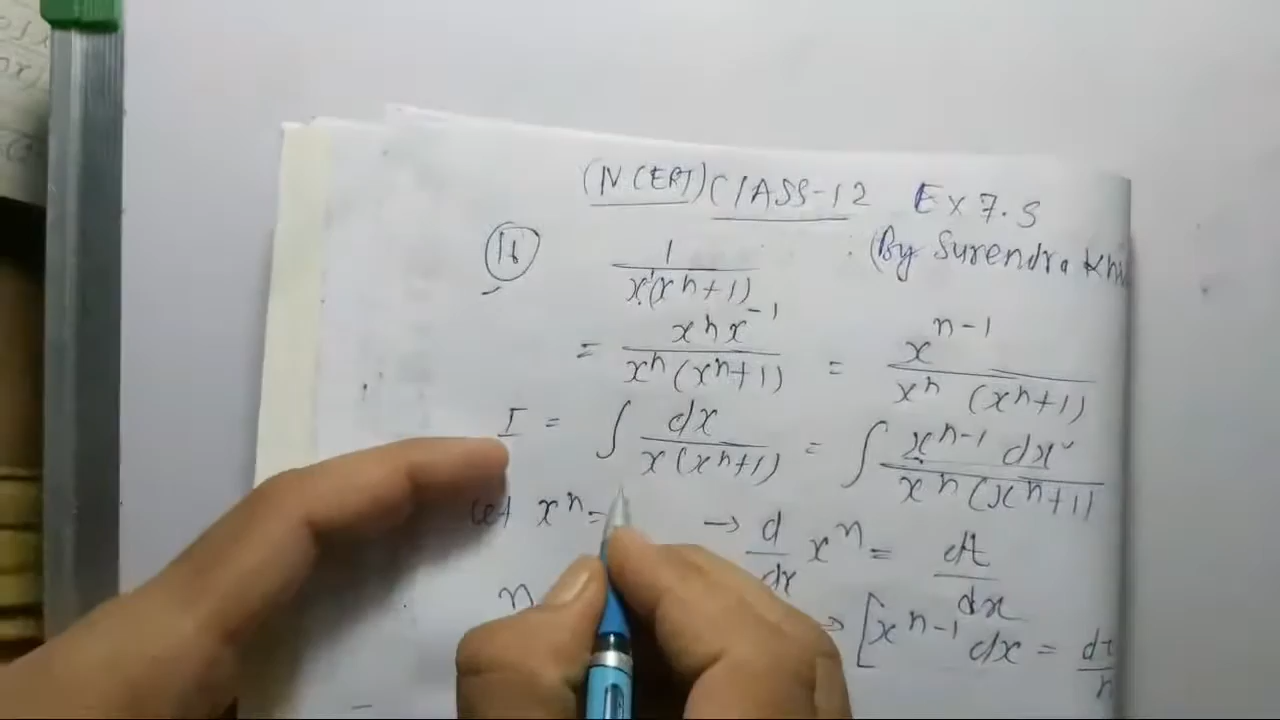 (NCERT) CLASS-12 Ex 7.5
(By Surendra
(16) 1/(x(x^n+1))
= x^n x^-1/(x^n(x^n+1)) = x^n-1/(x^n (x^n+1))
I = ∫ dx/(x(x^n+1)) = ∫ x^n-1 dx/(x^n(x^n+1))
Let x^n = → d/dx x^n = dt/dx
n → [x^n-1 dx = dt/n